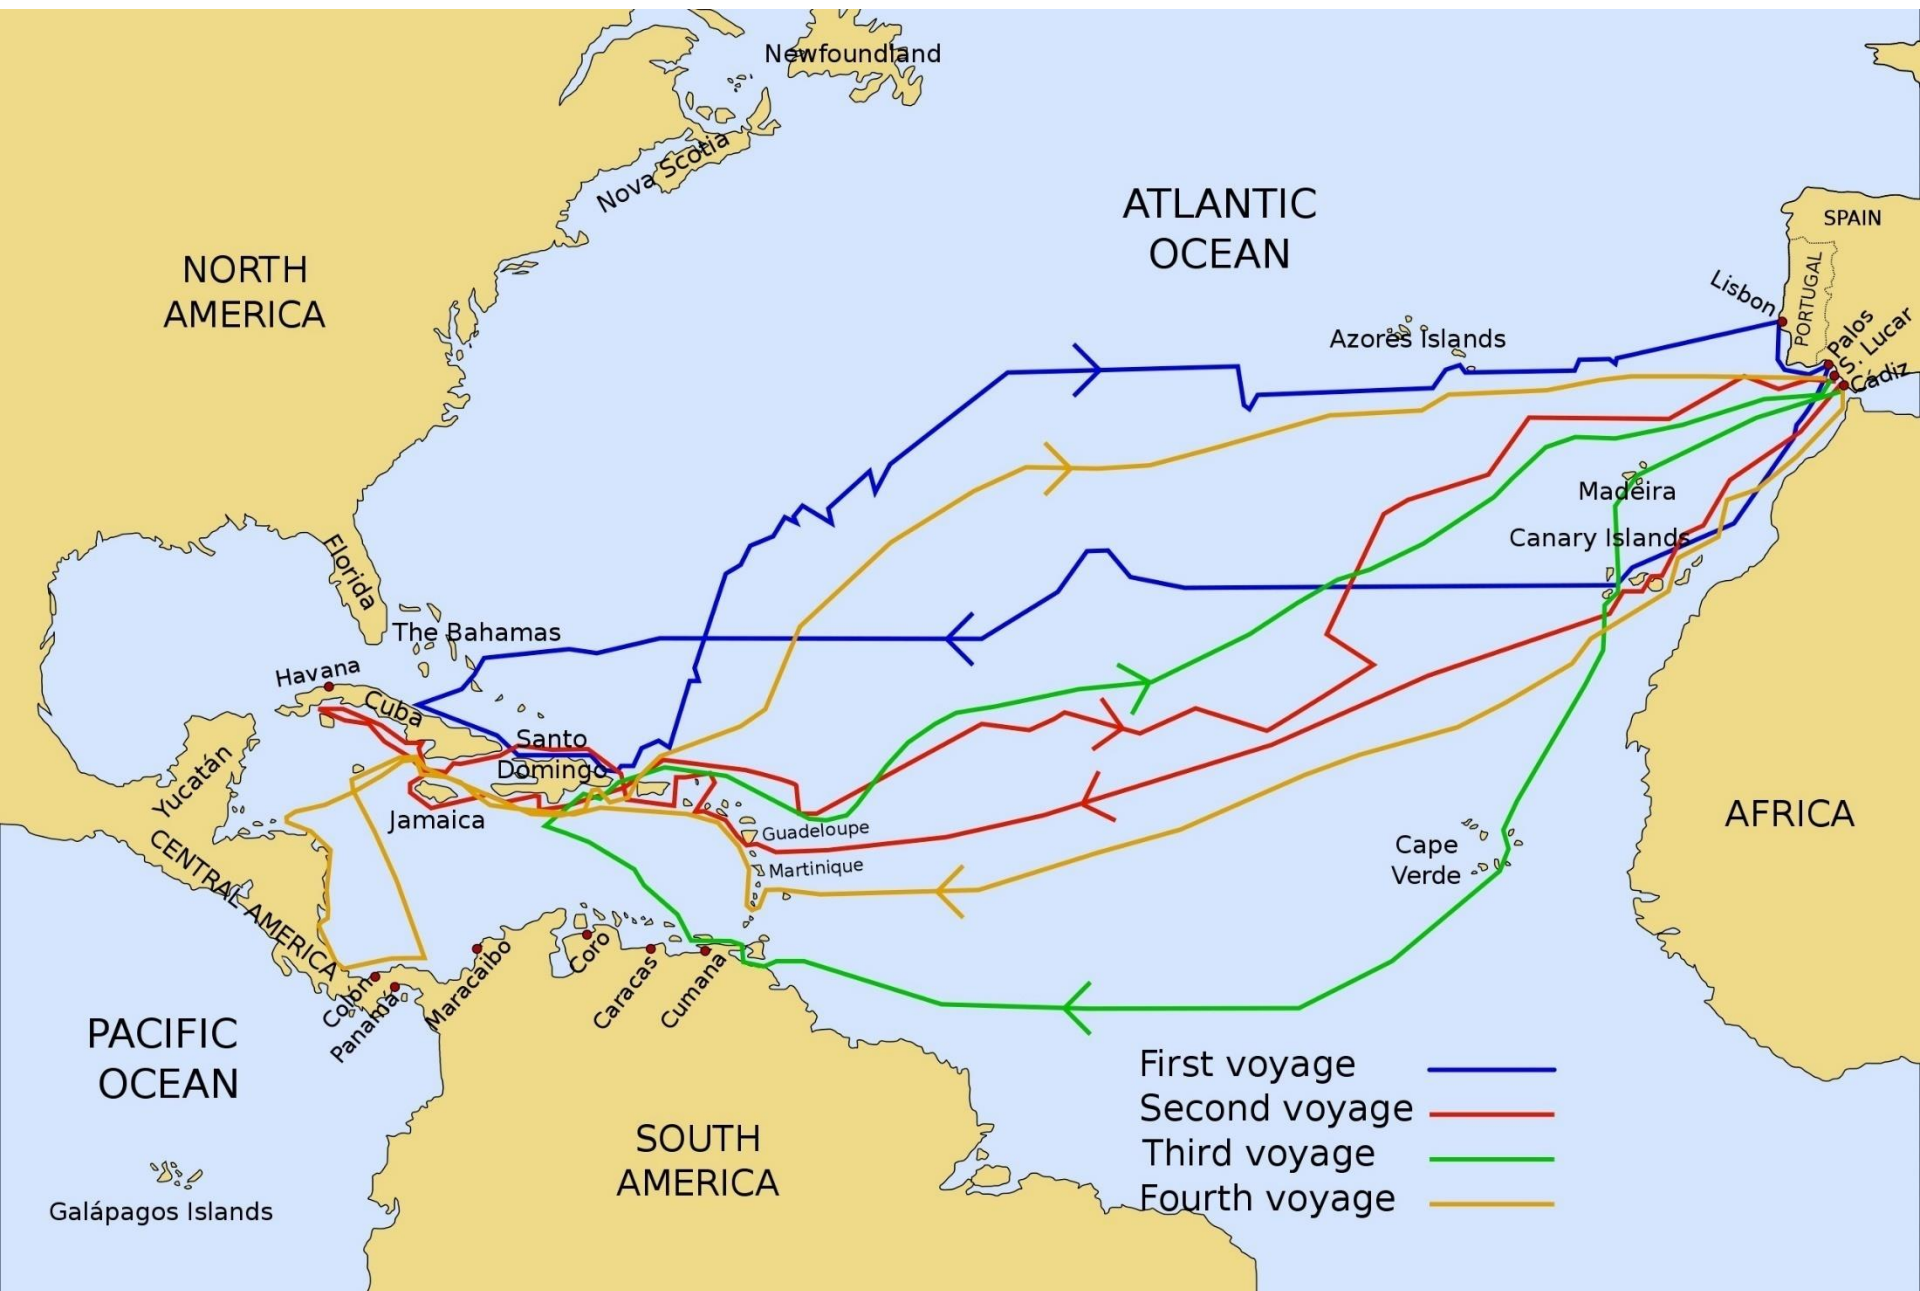 Newfoundland
Nova Scotia
ATLANTIC
OCEAN
SPAIN
NORTH
AMERICA
PORTUGAL
Lisbon
Palos
S. Lucar
Cádiz
Azores Islands
Madeira
Canary Islands
Florida
The Bahamas
Havana
Cuba
Santo
Domingo
Yucatán
Jamaica
Guadeloupe
Martinique
AFRICA
Cape
Verde
CENTRAL AMERICA
Colón
Panamá
Maracaibo
Coro
Caracas
Cumana
PACIFIC
OCEAN
First voyage
Second voyage
Third voyage
Fourth voyage
SOUTH
AMERICA
Galápagos Islands